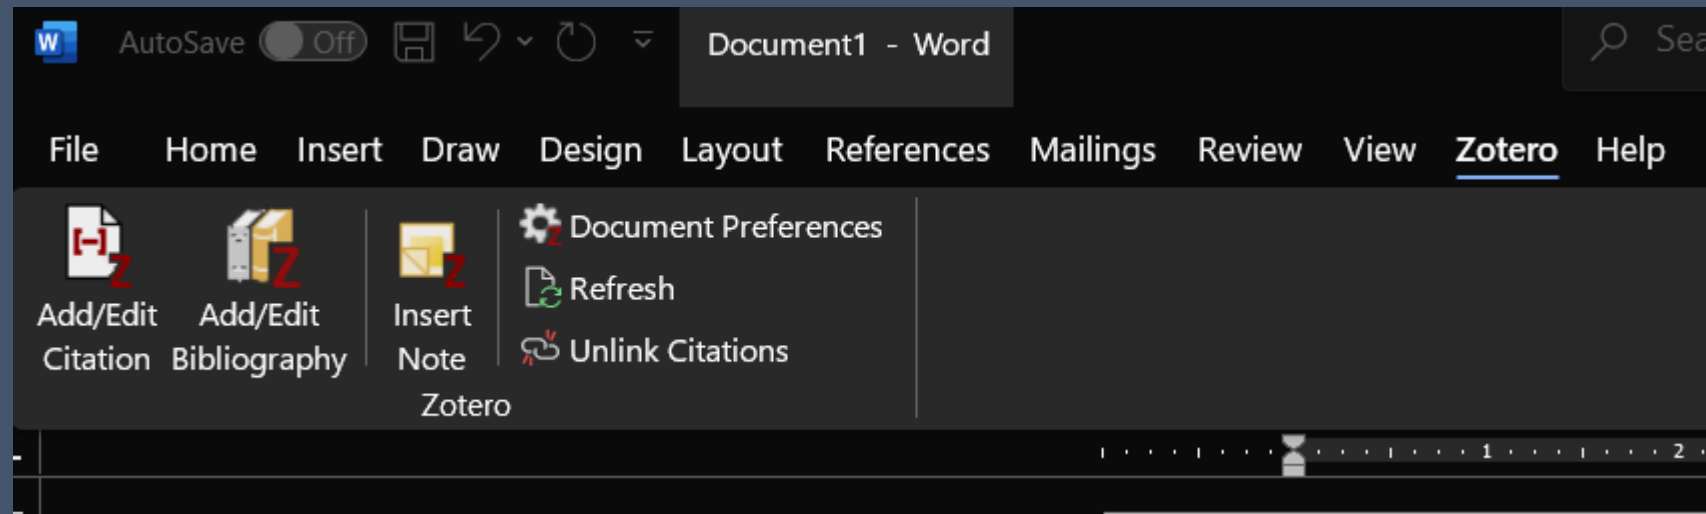 W AutoSave Off Document1 - Word Sea
File Home Insert Draw Design Layout References Mailings Review View Zotero Help
[-] Z Z Z Z Document Preferences
Refresh
Add/Edit Add/Edit Insert
Unlink Citations
Citation Bibliography Note
Zotero
1 2